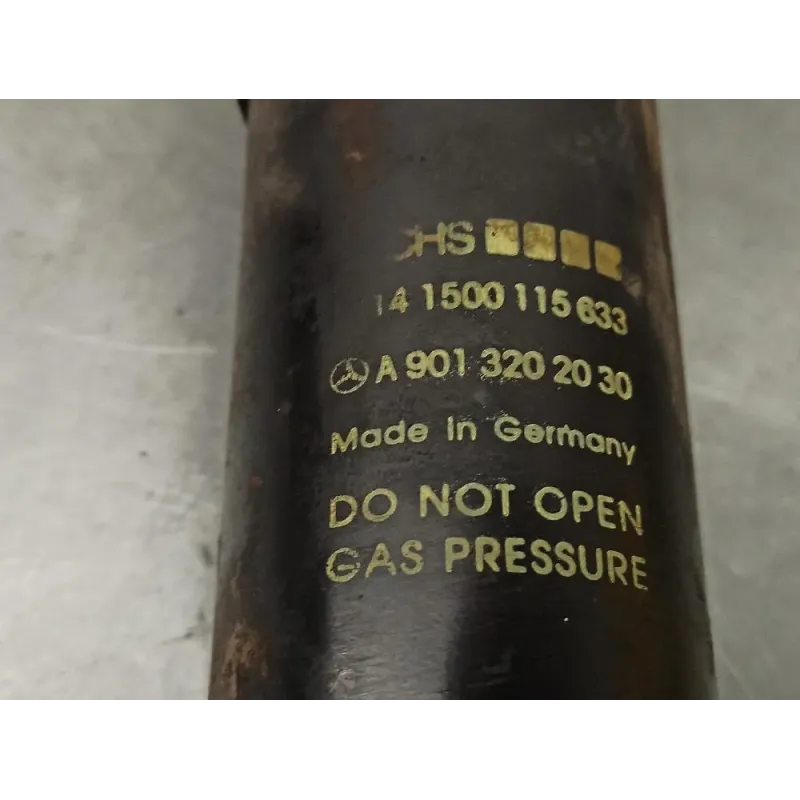 CHS
14 1500 115 633
A 901 320 20 30
Made in Germany
DO NOT OPEN
GAS PRESSURE